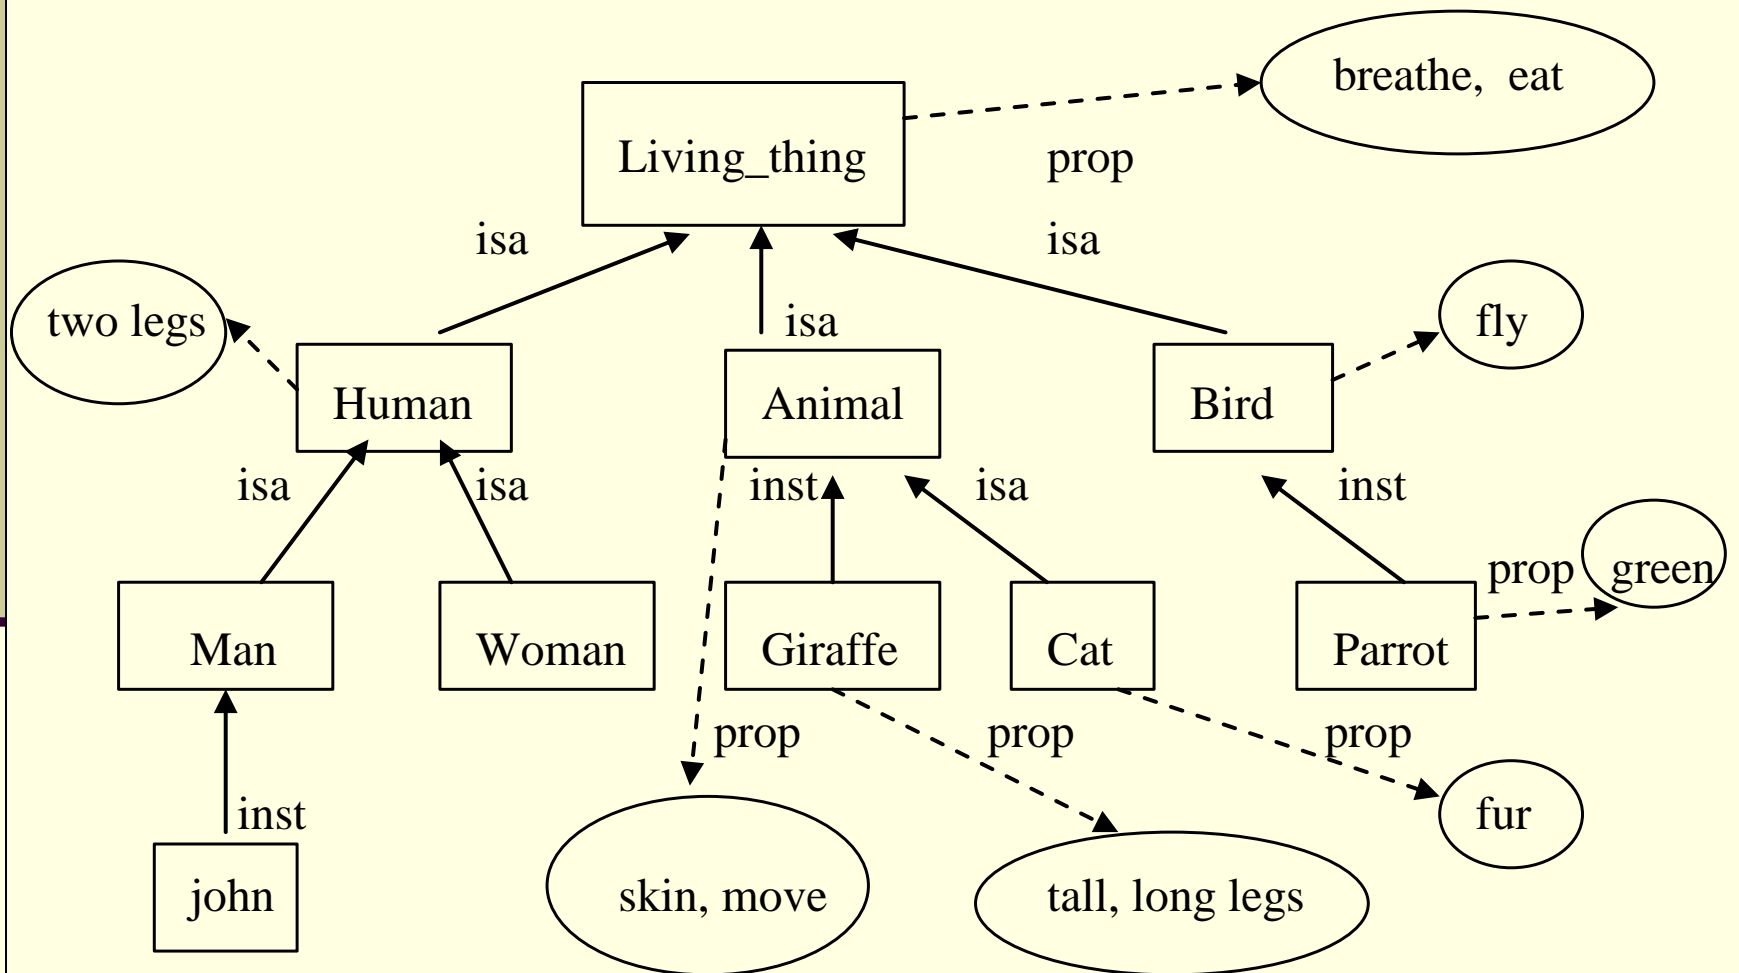 breathe, eat
Living_thing
prop
isa
isa
two legs
isa
fly
Human
Animal
Bird
isa
isa
inst
isa
inst
prop
green
Man
Woman
Giraffe
Cat
Parrot
prop
prop
prop
inst
fur
john
skin, move
tall, long legs